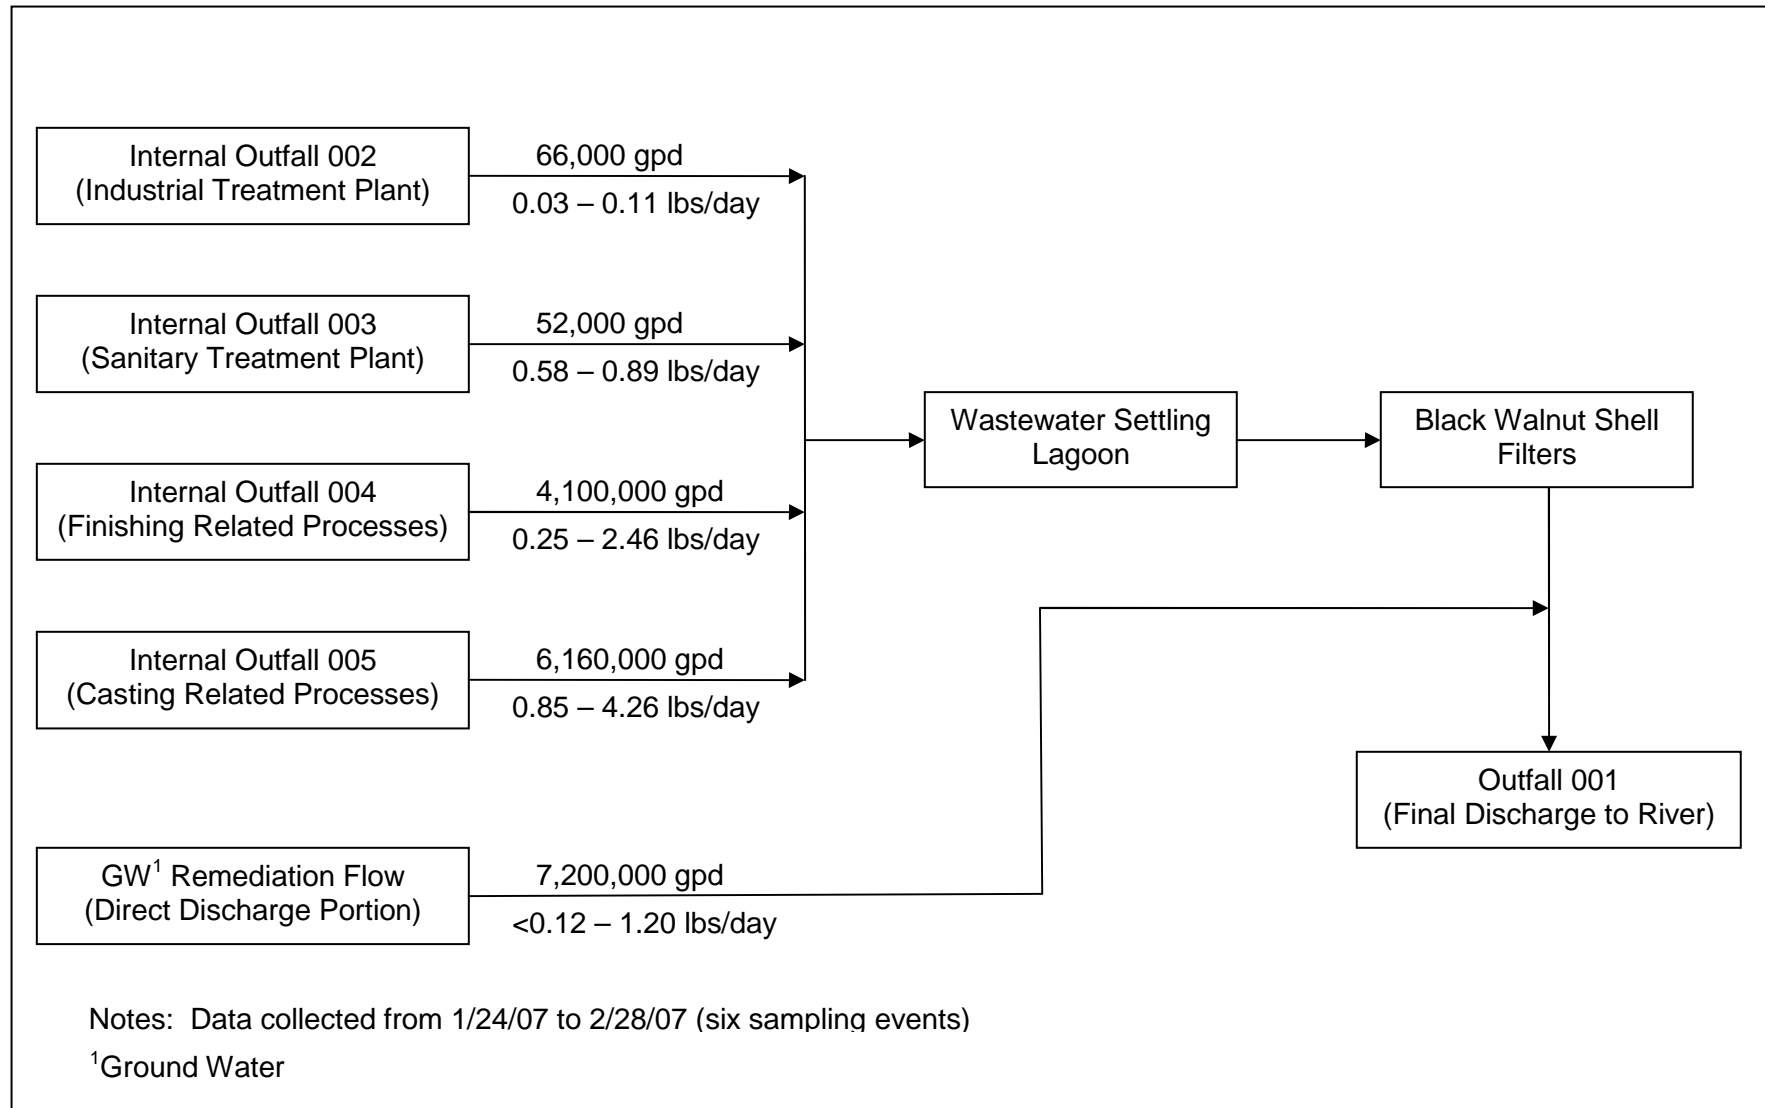 Internal Outfall 002
(Industrial Treatment Plant)
66,000 gpd
0.03 – 0.11 lbs/day
Internal Outfall 003
(Sanitary Treatment Plant)
52,000 gpd
0.58 – 0.89 lbs/day
Wastewater Settling
Lagoon
Black Walnut Shell
Filters
Internal Outfall 004
(Finishing Related Processes)
4,100,000 gpd
0.25 – 2.46 lbs/day
Internal Outfall 005
(Casting Related Processes)
6,160,000 gpd
0.85 – 4.26 lbs/day
Outfall 001
(Final Discharge to River)
GW¹ Remediation Flow
(Direct Discharge Portion)
7,200,000 gpd
<0.12 – 1.20 lbs/day
Notes: Data collected from 1/24/07 to 2/28/07 (six sampling events)
¹Ground Water